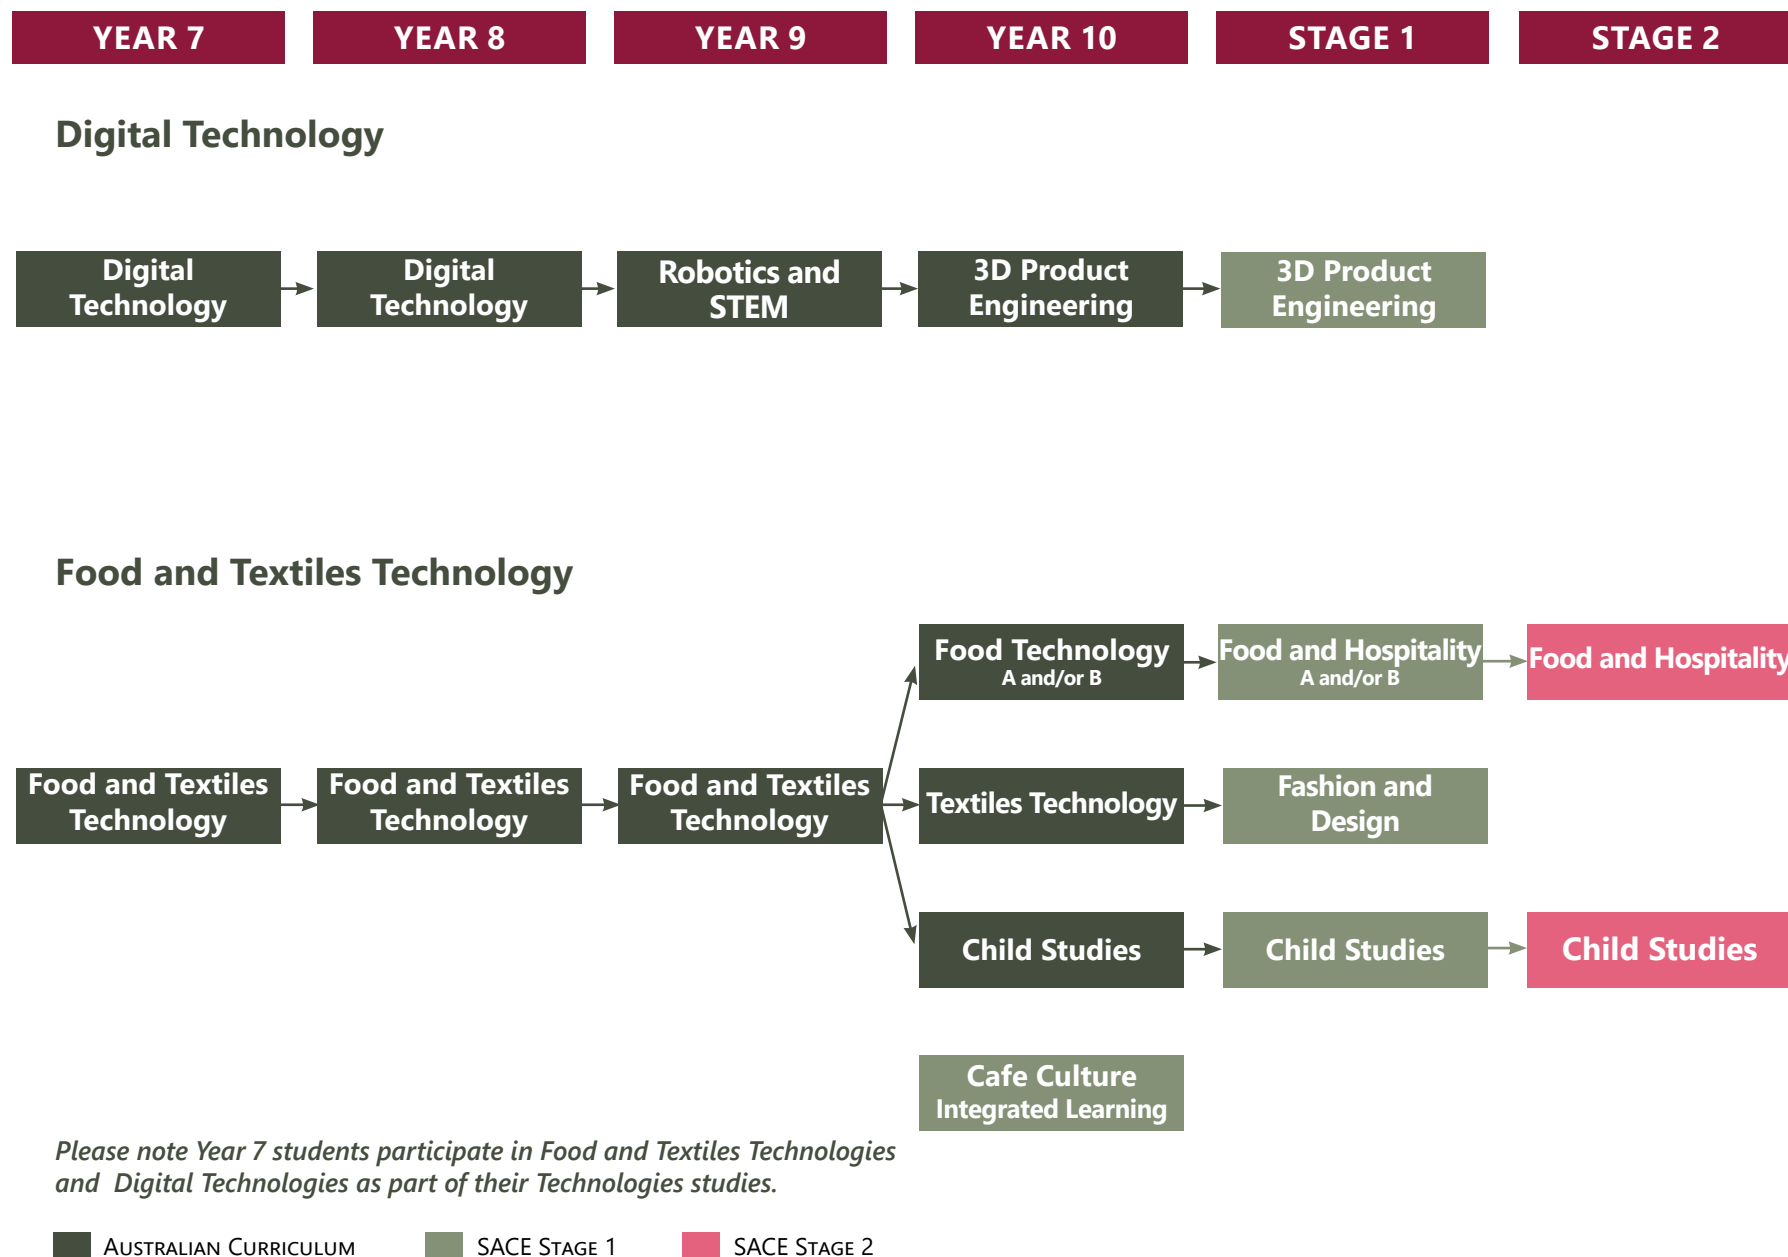 YEAR 7
YEAR 8
YEAR 9
YEAR 10
STAGE 1
STAGE 2
Digital Technology
Digital
Technology
Digital
Technology
Robotics and
STEM
3D Product
Engineering
3D Product
Engineering
Food and Textiles Technology
Food and Textiles
Technology
Food and Textiles
Technology
Food and Textiles
Technology
Food Technology
A and/or B
Food and Hospitality
A and/or B
Food and Hospitality
Textiles Technology
Fashion and
Design
Child Studies
Child Studies
Child Studies
Cafe Culture
Integrated Learning
Please note Year 7 students participate in Food and Textiles Technologies
and Digital Technologies as part of their Technologies studies.
Australian Curriculum
SACE Stage 1
SACE Stage 2